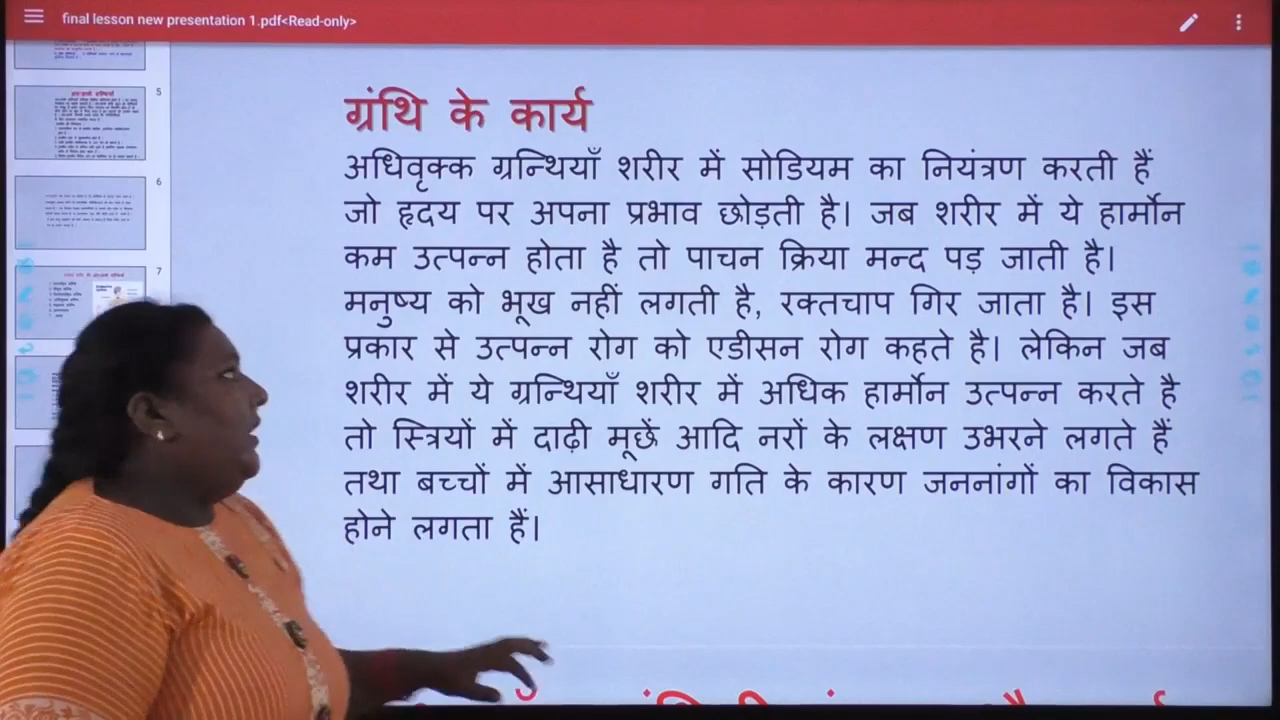 final lesson new presentation 1.pdf<Read-only>
5
6
7
ग्रंथि के कार्य
अधिवृक्क ग्रन्थियाँ शरीर में सोडियम का नियंत्रण करती हैं
जो हृदय पर अपना प्रभाव छोड़ती है। जब शरीर में ये हार्मोन
कम उत्पन्न होता है तो पाचन क्रिया मन्द पड़ जाती है।
मनुष्य को भूख नहीं लगती है, रक्तचाप गिर जाता है। इस
प्रकार से उत्पन्न रोग को एडीसन रोग कहते है। लेकिन जब
शरीर में ये ग्रन्थियाँ शरीर में अधिक हार्मोन उत्पन्न करते है
तो स्त्रियों में दाढ़ी मूछें आदि नरों के लक्षण उभरने लगते हैं
तथा बच्चों में आसाधारण गति के कारण जननांगों का विकास
होने लगता हैं।